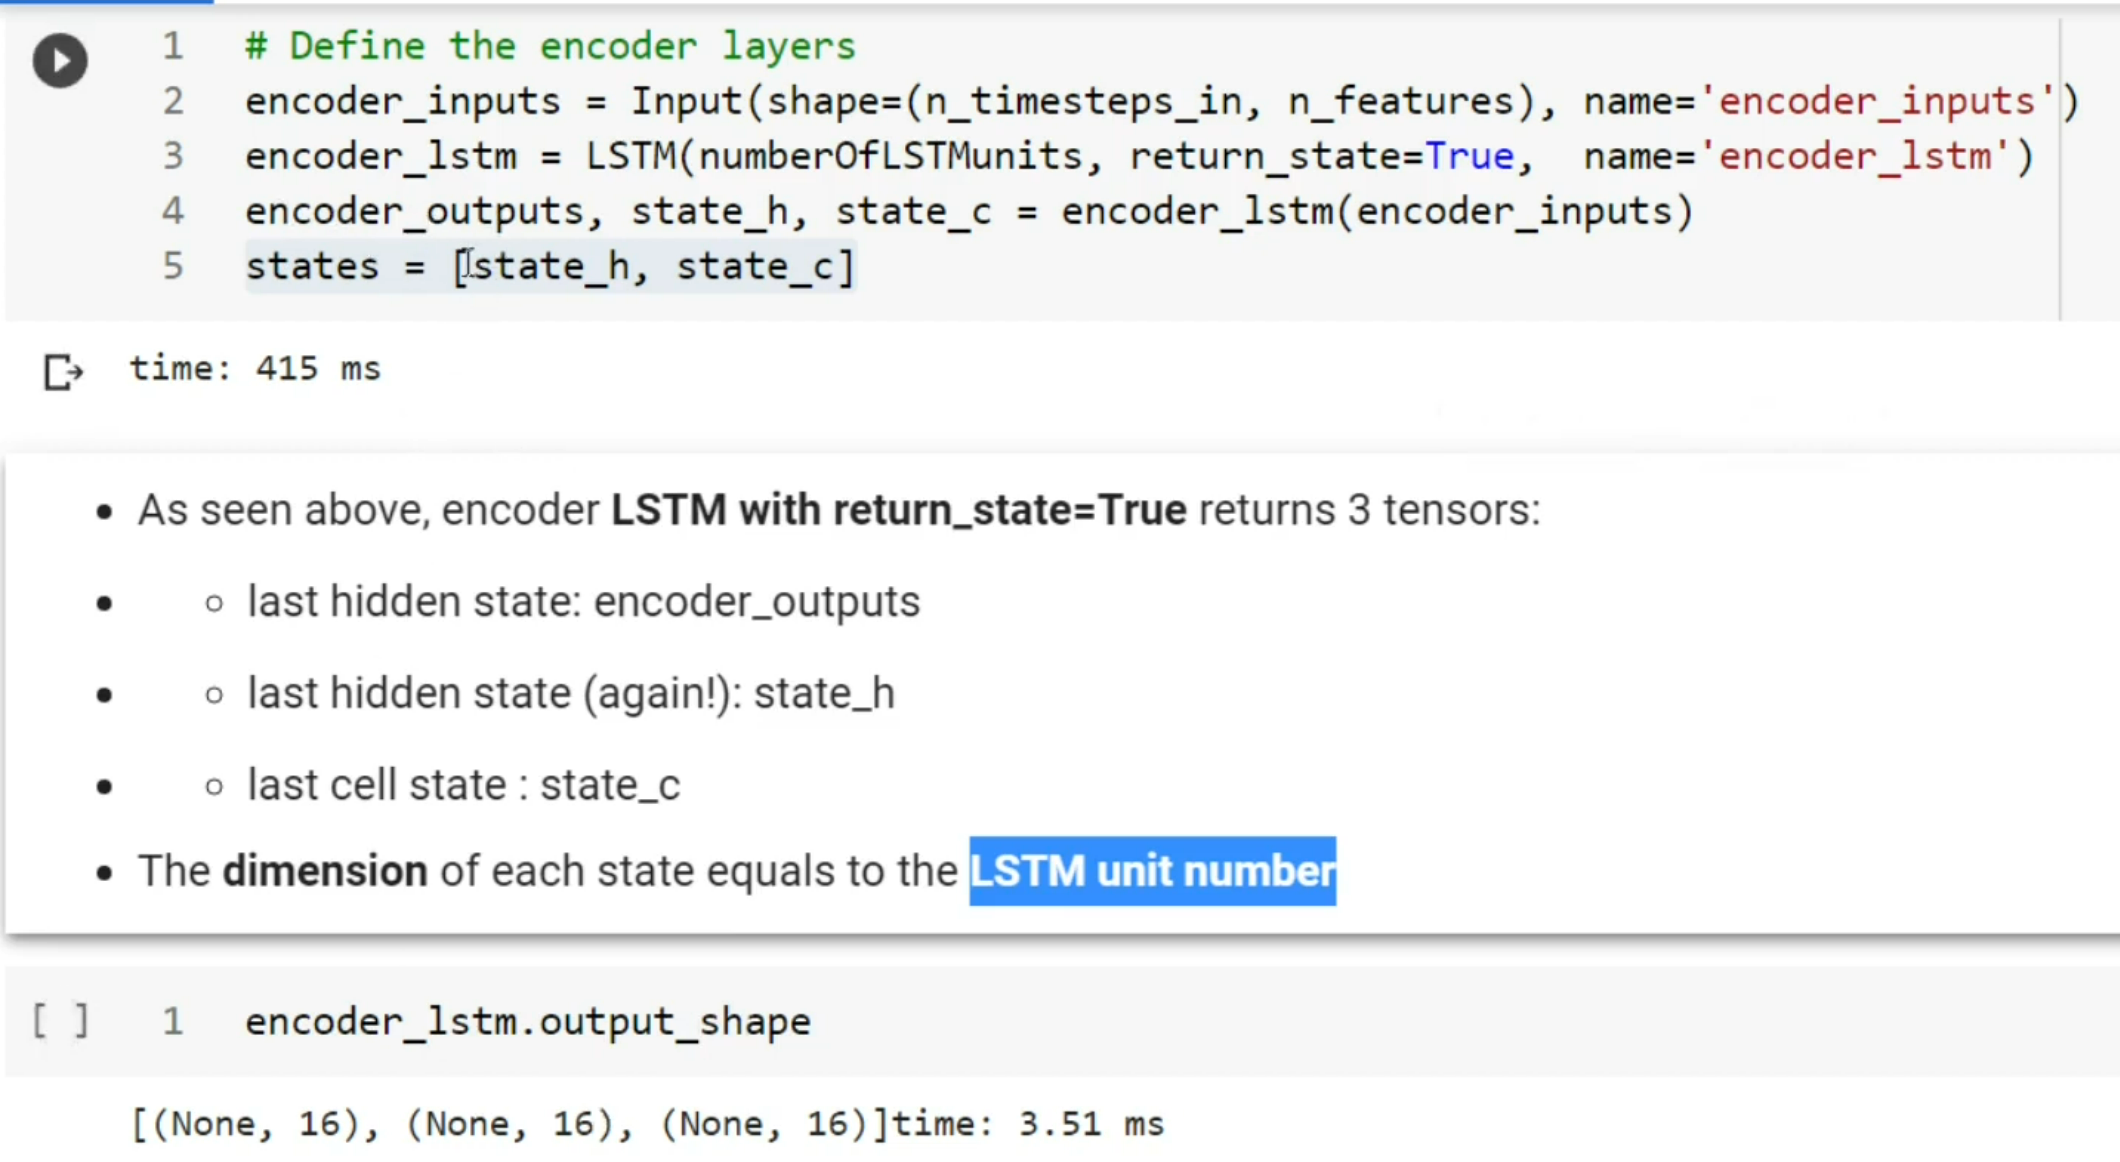 1 # Define the encoder layers
2 encoder_inputs = Input(shape=(n_timesteps_in, n_features), name='encoder_inputs')
3 encoder_lstm = LSTM(numberOfLSTMunits, return_state=True,  name='encoder_lstm')
4 encoder_outputs, state_h, state_c = encoder_lstm(encoder_inputs)
5 states = [state_h, state_c]
time: 415 ms
• As seen above, encoder LSTM with return_state=True returns 3 tensors:
• ○ last hidden state: encoder_outputs
• ○ last hidden state (again!): state_h
• ○ last cell state : state_c
• The dimension of each state equals to the LSTM unit number
[ ] 1 encoder_lstm.output_shape
[(None, 16), (None, 16), (None, 16)]time: 3.51 ms